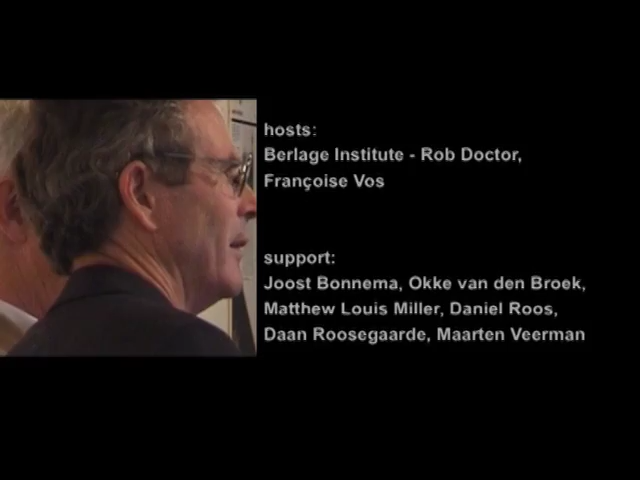 hosts:
Berlage Institute - Rob Doctor,
Françoise Vos
support:
Joost Bonnema, Okke van den Broek,
Matthew Louis Miller, Daniel Roos,
Daan Roosegaarde, Maarten Veerman